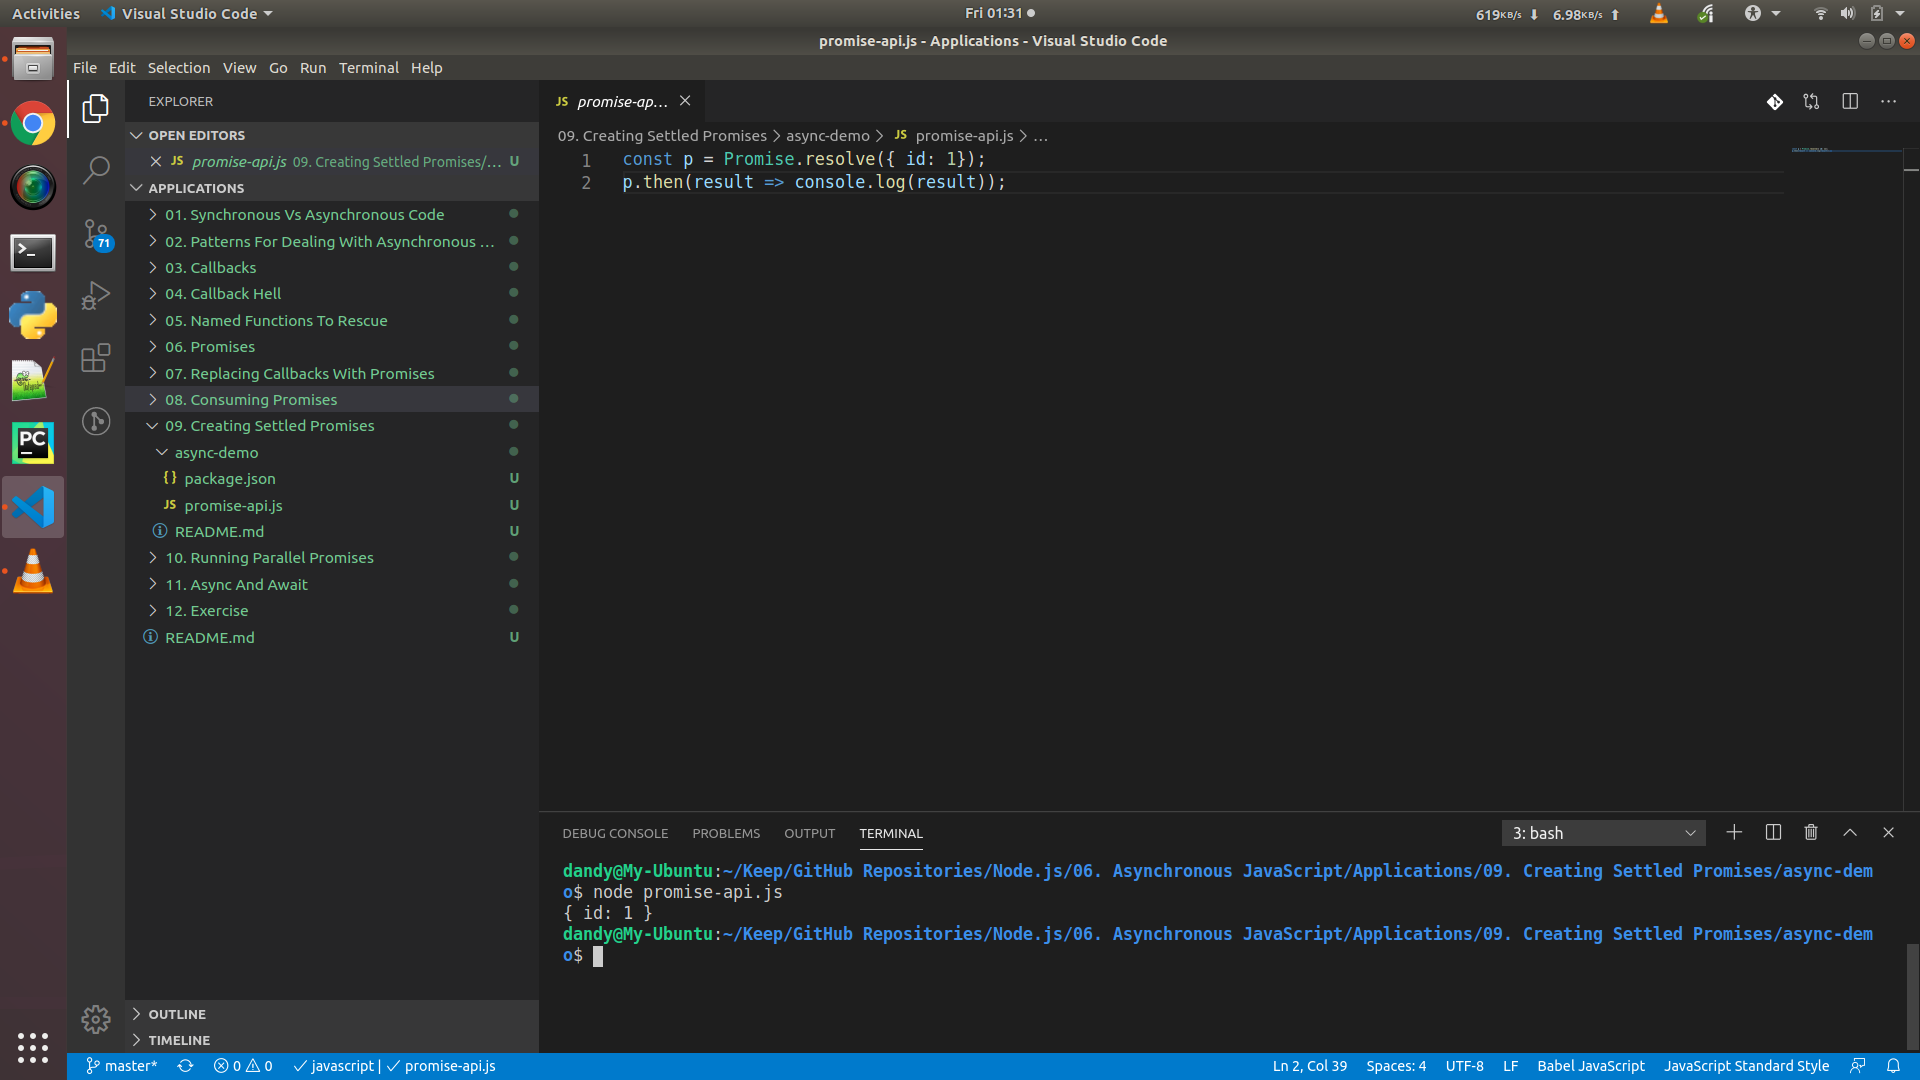 Activities
Visual Studio Code
Fri 01:31
619KB/s
6.98KB/s
promise-api.js - Applications - Visual Studio Code
File Edit Selection View Go Run Terminal Help
EXPLORER
OPEN EDITORS
JS promise-api.js 09. Creating Settled Promises/... U
APPLICATIONS
01. Synchronous Vs Asynchronous Code
02. Patterns For Dealing With Asynchronous ...
03. Callbacks
04. Callback Hell
05. Named Functions To Rescue
06. Promises
07. Replacing Callbacks With Promises
08. Consuming Promises
09. Creating Settled Promises
async-demo
{} package.json U
JS promise-api.js U
README.md U
10. Running Parallel Promises
11. Async And Await
12. Exercise
README.md U
OUTLINE
TIMELINE
71
PC
JS promise-ap...
09. Creating Settled Promises > async-demo > JS promise-api.js > ...
1 const p = Promise.resolve({ id: 1});
2 p.then(result => console.log(result));
DEBUG CONSOLE PROBLEMS OUTPUT TERMINAL
3: bash
dandy@My-Ubuntu:~/Keep/GitHub Repositories/Node.js/06. Asynchronous JavaScript/Applications/09. Creating Settled Promises/async-dem
o$ node promise-api.js
{ id: 1 }
dandy@My-Ubuntu:~/Keep/GitHub Repositories/Node.js/06. Asynchronous JavaScript/Applications/09. Creating Settled Promises/async-dem
o$
master* 0 0 javascript | promise-api.js
Ln 2, Col 39 Spaces: 4 UTF-8 LF Babel JavaScript JavaScript Standard Style